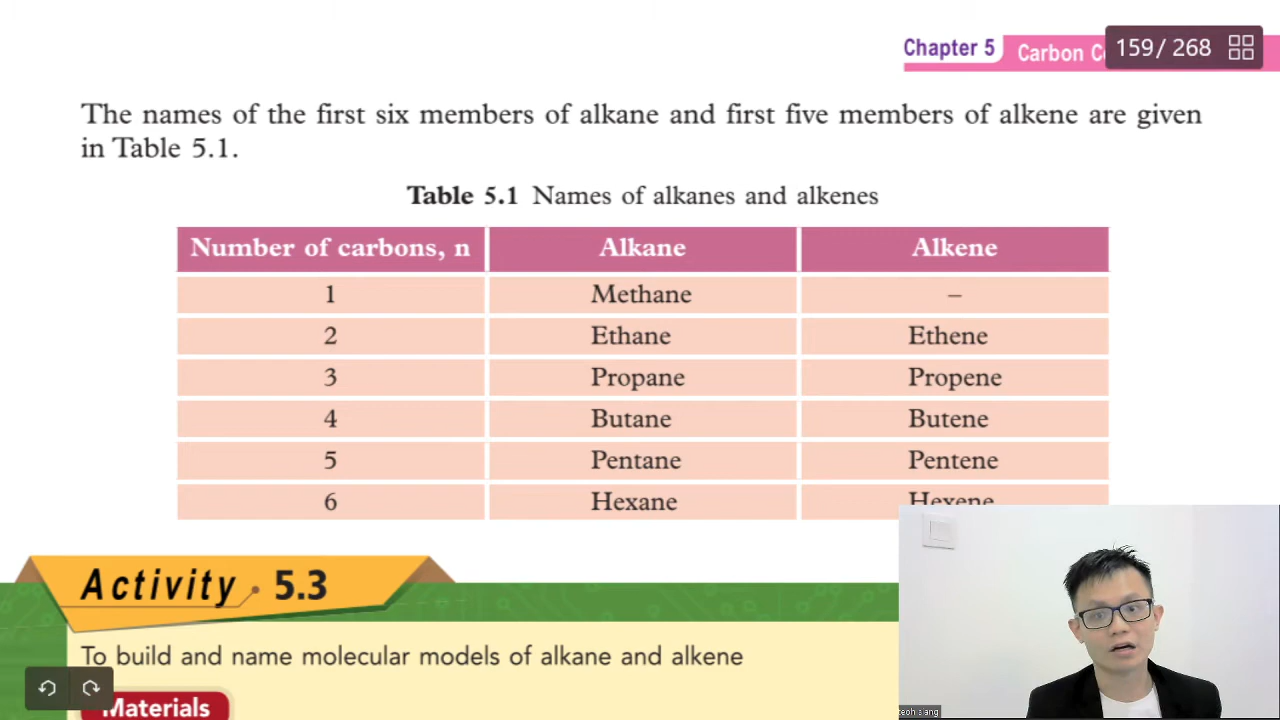 Chapter 5 Carbon C
159/ 268
The names of the first six members of alkane and first five members of alkene are given
in Table 5.1.
Table 5.1 Names of alkanes and alkenes
Number of carbons, n Alkane Alkene
1 Methane –
2 Ethane Ethene
3 Propane Propene
4 Butane Butene
5 Pentane Pentene
6 Hexane Hexene
Activity 5.3
To build and name molecular models of alkane and alkene
Materials
teoh siang